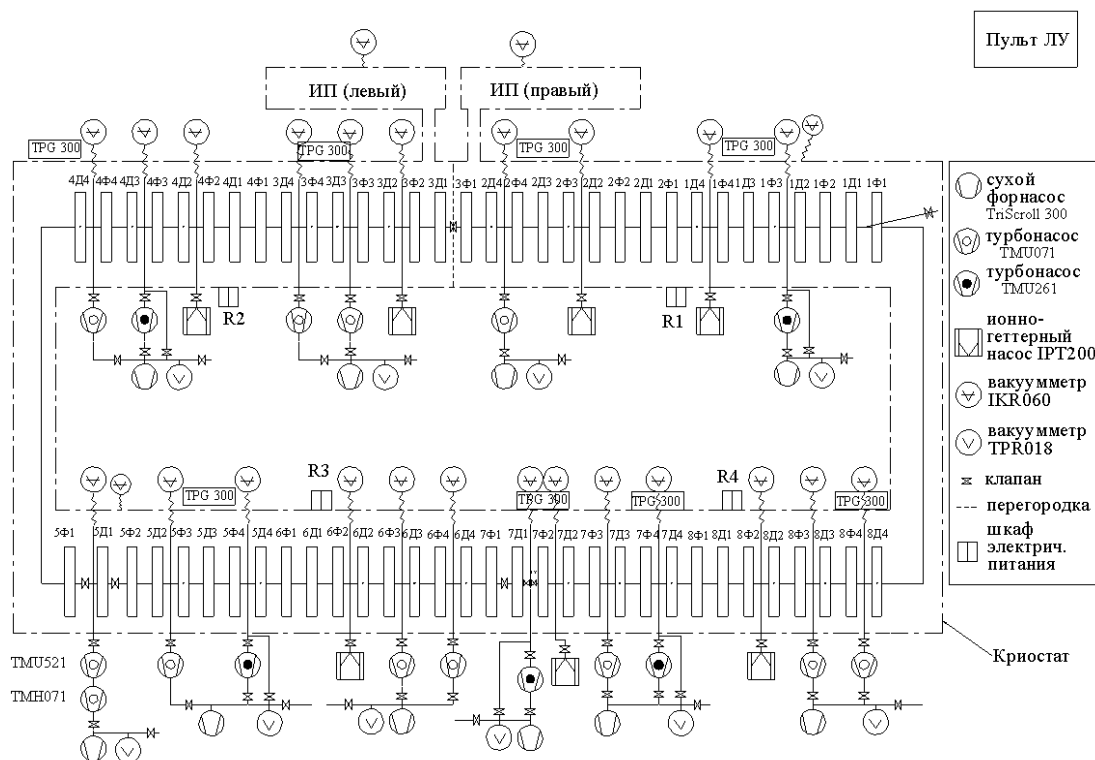 Пульт ЛУ
ИП (левый)
ИП (правый)
TPG 300
TPG 300
TPG 300
TPG 300
4Д4 4Ф4 4Д3 4Ф3 4Д2 4Ф2 4Д1 4Ф1 3Д4 3Ф4 3Д3 3Ф3 3Д2 3Ф2 3Д1 3Ф1 2Д4 2Ф4 2Д3 2Ф3 2Д2 2Ф2 2Д1 2Ф1 1Д4 1Ф4 1Д3 1Ф3 1Д2 1Ф2 1Д1 1Ф1
R2
R1
R3
R4
TPG 300
TPG 300
TPG 300
TPG 300
5Ф1 5Д1 5Ф2 5Д2 5Ф3 5Д3 5Ф4 5Д4 6Ф1 6Д1 6Ф2 6Д2 6Ф3 6Д3 6Ф4 6Д4 7Ф1 7Д1 7Ф2 7Д2 7Ф3 7Д3 7Ф4 7Д4 8Ф1 8Д1 8Ф2 8Д2 8Ф3 8Д3 8Ф4 8Д4
TMU521
TMH071
Криостат
сухой
форнасос
TriScroll 300
турбонасос
TMU071
турбонасос
TMU261
ионно-
геттерный
насос IPT200
вакуумметр
IKR060
вакуумметр
TPR018
клапан
перегородка
шкаф
электрич.
питания